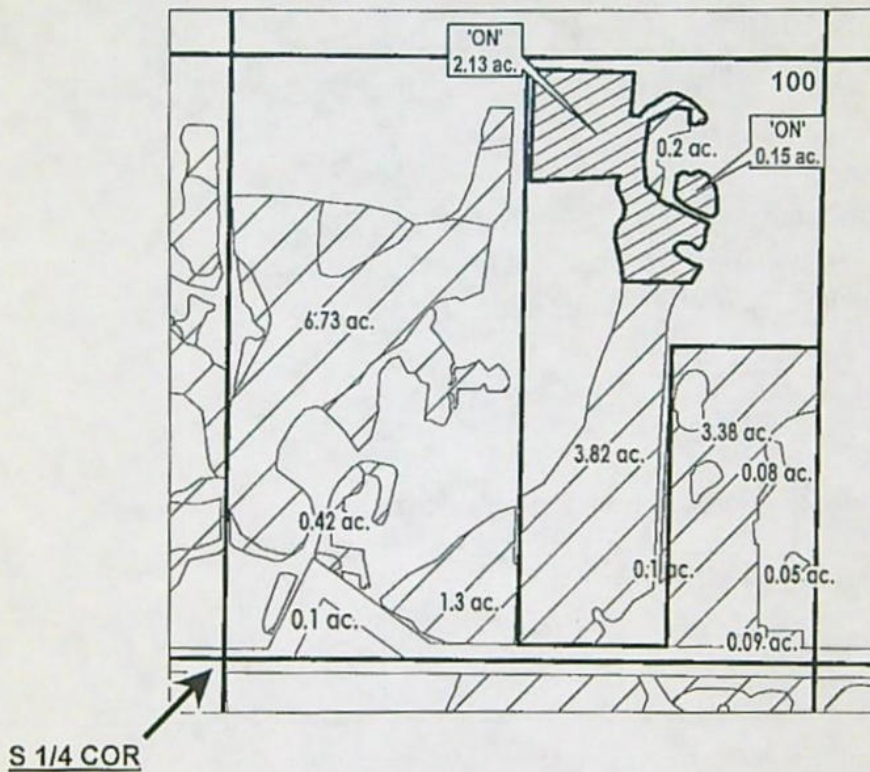 'ON'
2.13 ac.
100
'ON'
0.15 ac.
0.2 ac.
6.73 ac.
3.38 ac.
3.82 ac.
0.08 ac.
0.42 ac.
0.1 ac.
0.05 ac.
1.3 ac.
0.1 ac.
0.09 ac.
S 1/4 COR